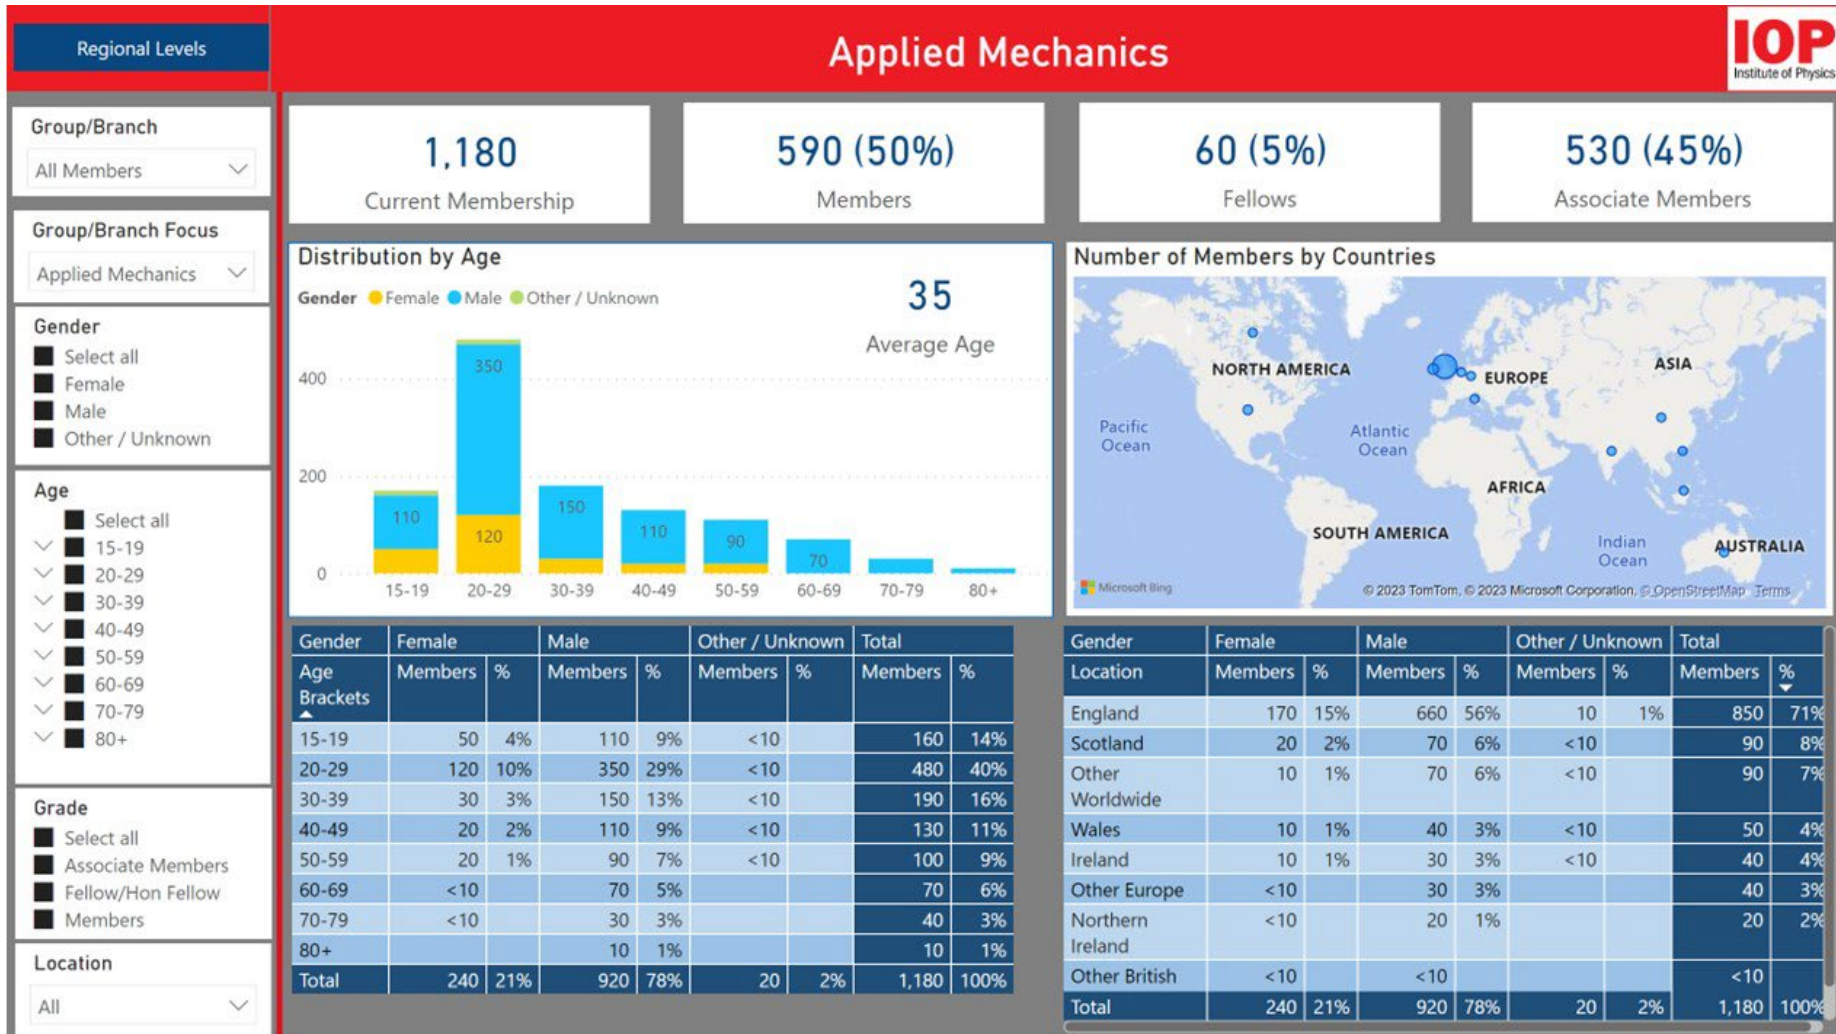 Regional Levels
Applied Mechanics
IOP
Institute of Physics
Group/Branch
All Members
Group/Branch Focus
Applied Mechanics
Gender
Select all
Female
Male
Other / Unknown
Age
Select all
15-19
20-29
30-39
40-49
50-59
60-69
70-79
80+
Grade
Select all
Associate Members
Fellow/Hon Fellow
Members
Location
All
1,180
Current Membership
590 (50%)
Members
60 (5%)
Fellows
530 (45%)
Associate Members
Distribution by Age
Gender Female Male Other / Unknown
35
Average Age
400
200
0
110
350
120
150
110
90
70
15-19 20-29 30-39 40-49 50-59 60-69 70-79 80+
Number of Members by Countries
NORTH AMERICA
EUROPE
ASIA
Pacific
Ocean
Atlantic
Ocean
AFRICA
SOUTH AMERICA
Indian
Ocean
AUSTRALIA
Microsoft Bing
© 2023 TomTom, © 2023 Microsoft Corporation, © OpenStreetMap Terms
Gender Female Male Other / Unknown Total
Age Brackets Members % Members % Members % Members %
15-19 50 4% 110 9% <10 160 14%
20-29 120 10% 350 29% <10 480 40%
30-39 30 3% 150 13% <10 190 16%
40-49 20 2% 110 9% <10 130 11%
50-59 20 1% 90 7% <10 100 9%
60-69 <10 70 5% 70 6%
70-79 <10 30 3% 40 3%
80+ 10 1% 10 1%
Total 240 21% 920 78% 20 2% 1,180 100%
Gender Female Male Other / Unknown Total
Location Members % Members % Members % Members %
England 170 15% 660 56% 10 1% 850 71%
Scotland 20 2% 70 6% <10 90 8%
Other Worldwide 10 1% 70 6% <10 90 7%
Wales 10 1% 40 3% <10 50 4%
Ireland 10 1% 30 3% <10 40 4%
Other Europe <10 30 3% 40 3%
Northern Ireland <10 20 1% 20 2%
Other British <10 <10 <10
Total 240 21% 920 78% 20 2% 1,180 100%